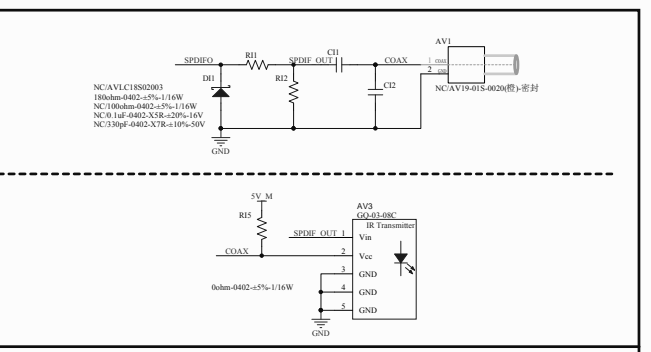 AV1
RI1
CI1
SPDIFO
SPDIF_OUT
COAX
1 COAX
2 GND
DI1
RI2
CI2
NC/AVLC18S02003
180ohm-0402-±5%-1/16W
NC/100ohm-0402-±5%-1/16W
NC/0.1uF-0402-X5R-±20%-16V
NC/330pF-0402-X7R-±10%-50V
NC/AV19-01S-0020(橙)-密封
GND
5V_M
RI5
AV3
GQ-03-08C
IR Transmitter
SPDIF_OUT 1 Vin
COAX 2 Vcc
3 GND
0ohm-0402-±5%-1/16W
4 GND
5 GND
GND